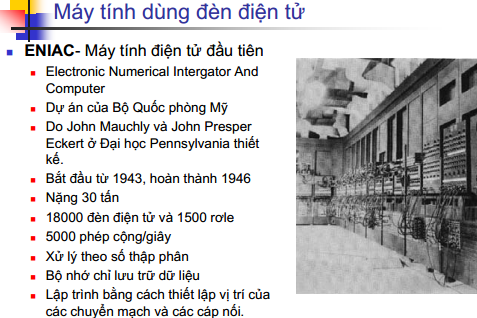 Máy tính dùng đèn điện tử
ENIAC- Máy tính điện tử đầu tiên
Electronic Numerical Intergator And
Computer
Dự án của Bộ Quốc phòng Mỹ
Do John Mauchly và John Presper
Eckert ở Đại học Pennsylvania thiết
kế.
Bắt đầu từ 1943, hoàn thành 1946
Nặng 30 tấn
18000 đèn điện tử và 1500 rơle
5000 phép cộng/giây
Xử lý theo số thập phân
Bộ nhớ chỉ lưu trữ dữ liệu
Lập trình bằng cách thiết lập vị trí của
các chuyển mạch và các cáp nối.